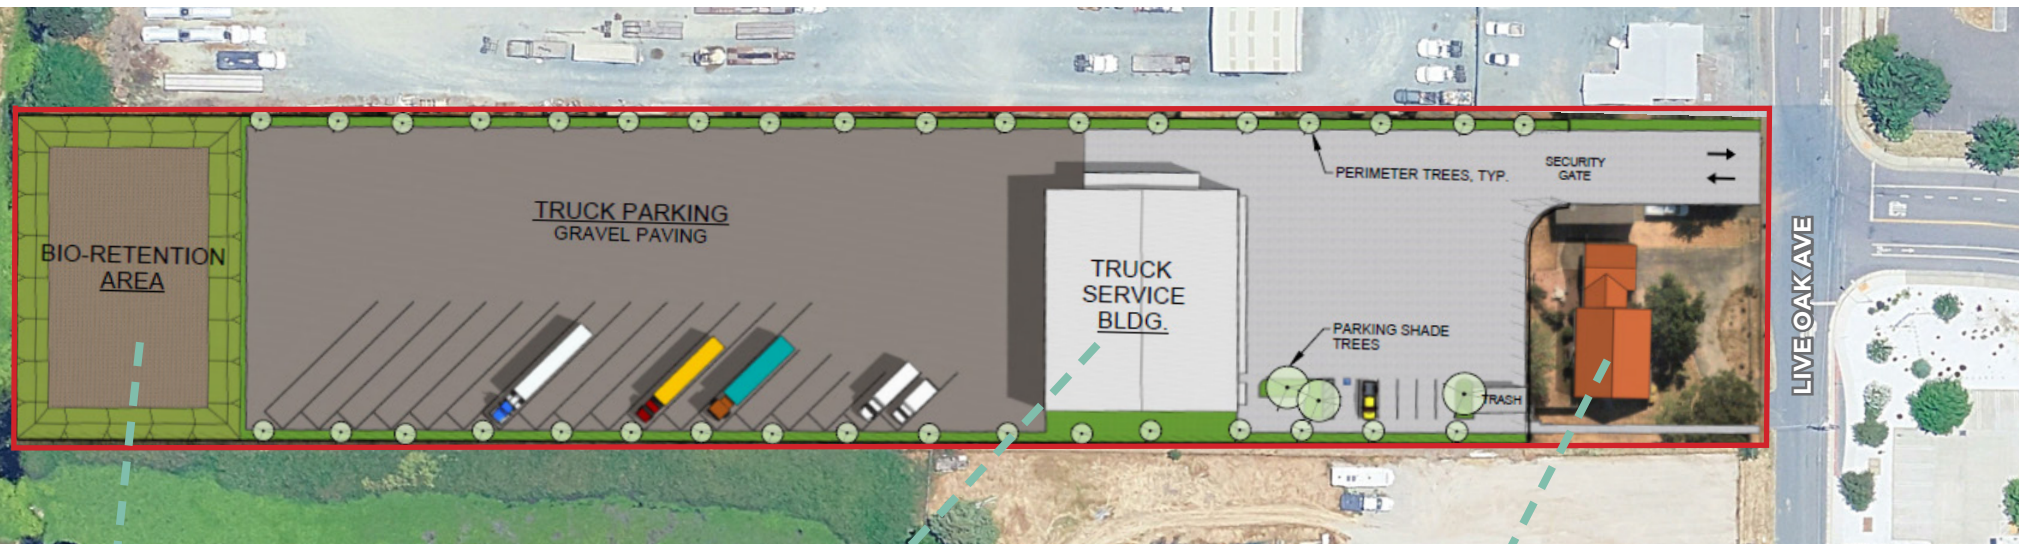 BIO-RETENTION
AREA
TRUCK PARKING
GRAVEL PAVING
TRUCK
SERVICE
BLDG.
PERIMETER TREES, TYP.
SECURITY
GATE
PARKING SHADE
TREES
TRASH
LIVE OAK AVE